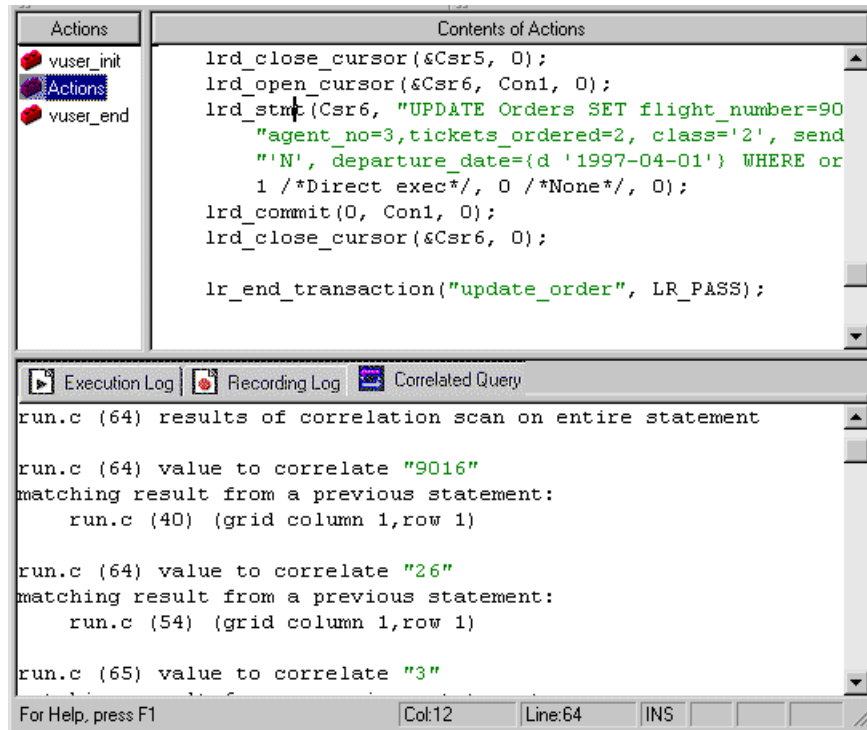 Actions
Contents of Actions
vuser_init
Actions
vuser_end
lrd_close_cursor(&Csr5, 0);
lrd_open_cursor(&Csr6, Con1, 0);
lrd_stmt(Csr6, "UPDATE Orders SET flight_number=90
"agent_no=3,tickets_ordered=2, class='2', send
"'N', departure_date={d '1997-04-01'} WHERE or
1 /*Direct exec*/, 0 /*None*/, 0);
lrd_commit(0, Con1, 0);
lrd_close_cursor(&Csr6, 0);
lr_end_transaction("update_order", LR_PASS);
Execution Log
Recording Log
Correlated Query
run.c (64) results of correlation scan on entire statement
run.c (64) value to correlate "9016"
matching result from a previous statement:
run.c (40) (grid column 1,row 1)
run.c (64) value to correlate "26"
matching result from a previous statement:
run.c (54) (grid column 1,row 1)
run.c (65) value to correlate "3"
For Help, press F1
Col:12
Line:64
INS